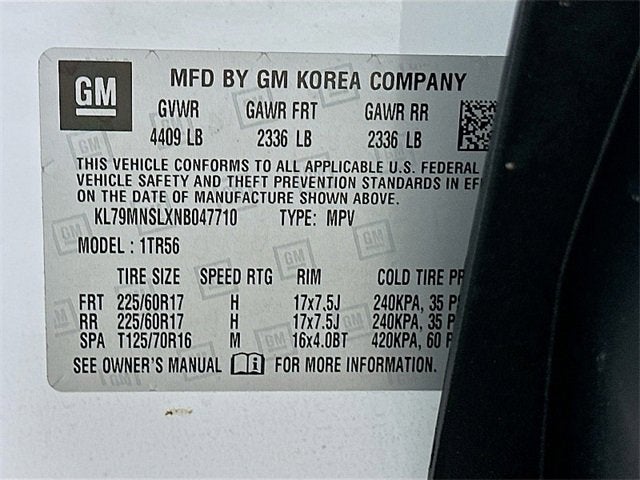 GM
MFD BY GM KOREA COMPANY
GVWR GAWR FRT GAWR RR
4409 LB 2336 LB 2336 LB
THIS VEHICLE CONFORMS TO ALL APPLICABLE U.S. FEDERAL
VEHICLE SAFETY AND THEFT PREVENTION STANDARDS IN
ON THE DATE OF MANUFACTURE SHOWN ABOVE.
KL79MNSLXNB047710 TYPE: MPV
MODEL: 1TR56
TIRE SIZE SPEED RTG RIM COLD TIRE
FRT 225/60R17 H 17x7.5J 240KPA, 35
RR 225/60R17 H 17x7.5J 240KPA, 35
SPA T125/70R16 M 16x4.0BT 420KPA, 60
SEE OWNER'S MANUAL FOR MORE INFORMATION.